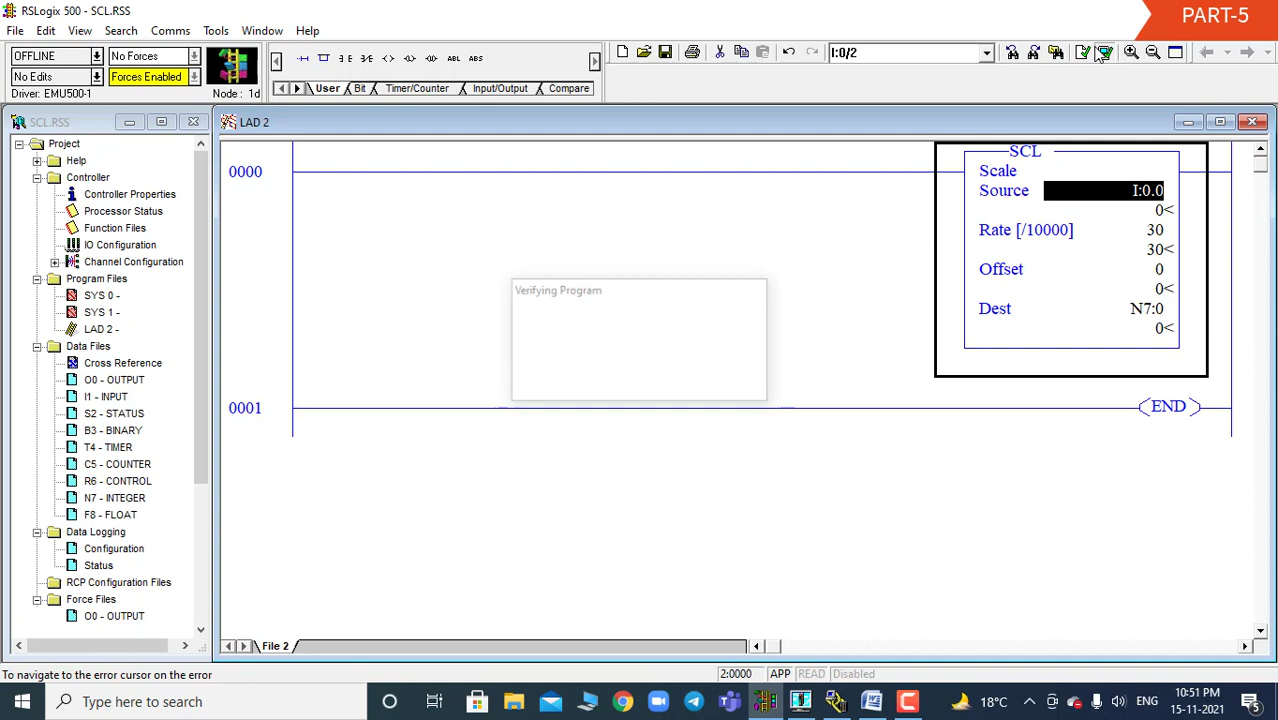 RSLogix 500 - SCL.RSS
PART-5
File Edit View Search Comms Tools Window Help
OFFLINE No Forces
No Edits Forces Enabled
Driver: EMU500-1 Node : 1d
ABL ABS
User Bit Timer/Counter Input/Output Compare
I:0/2
SCL.RSS
Project
Help
Controller
Controller Properties
Processor Status
Function Files
IO Configuration
Channel Configuration
Program Files
SYS 0 -
SYS 1 -
LAD 2 -
Data Files
Cross Reference
O0 - OUTPUT
I1 - INPUT
S2 - STATUS
B3 - BINARY
T4 - TIMER
C5 - COUNTER
R6 - CONTROL
N7 - INTEGER
F8 - FLOAT
Data Logging
Configuration
Status
RCP Configuration Files
Force Files
O0 - OUTPUT
LAD 2
0000
SCL
Scale
Source I:0.0
0<
Rate [/10000] 30
30<
Offset 0
0<
Dest N7:0
0<
Verifying Program
0001 END
File 2
To navigate to the error cursor on the error 2:0000 APP READ Disabled
Type here to search
18°C ENG 10:51 PM
15-11-2021
5